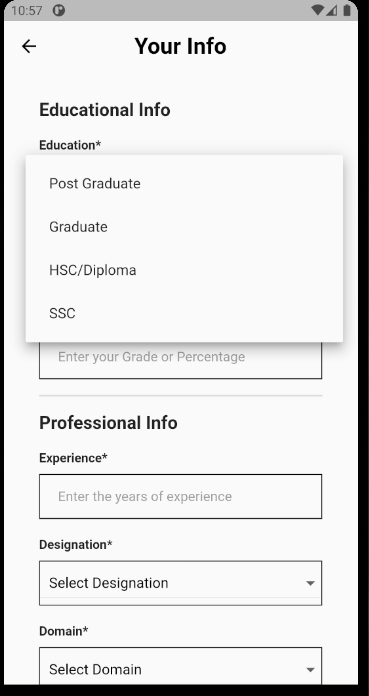 10:57
Your Info
Educational Info
Education*
Post Graduate
Graduate
HSC/Diploma
SSC
Enter your Grade or Percentage
Professional Info
Experience*
Enter the years of experience
Designation*
Select Designation
Domain*
Select Domain